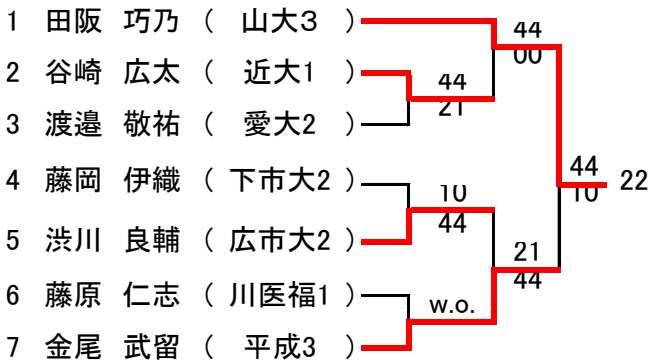 1 田阪 巧乃 ( 山大3 )
44
00
2 谷崎 広太 ( 近大1 )
44
21
3 渡邉 敬祐 ( 愛大2 )
4 藤岡 伊織 ( 下市大2 )
44
10
22
10
44
5 渋川 良輔 ( 広市大2 )
21
44
6 藤原 仁志 ( 川医福1 )
w.o.
7 金尾 武留 ( 平成3 )